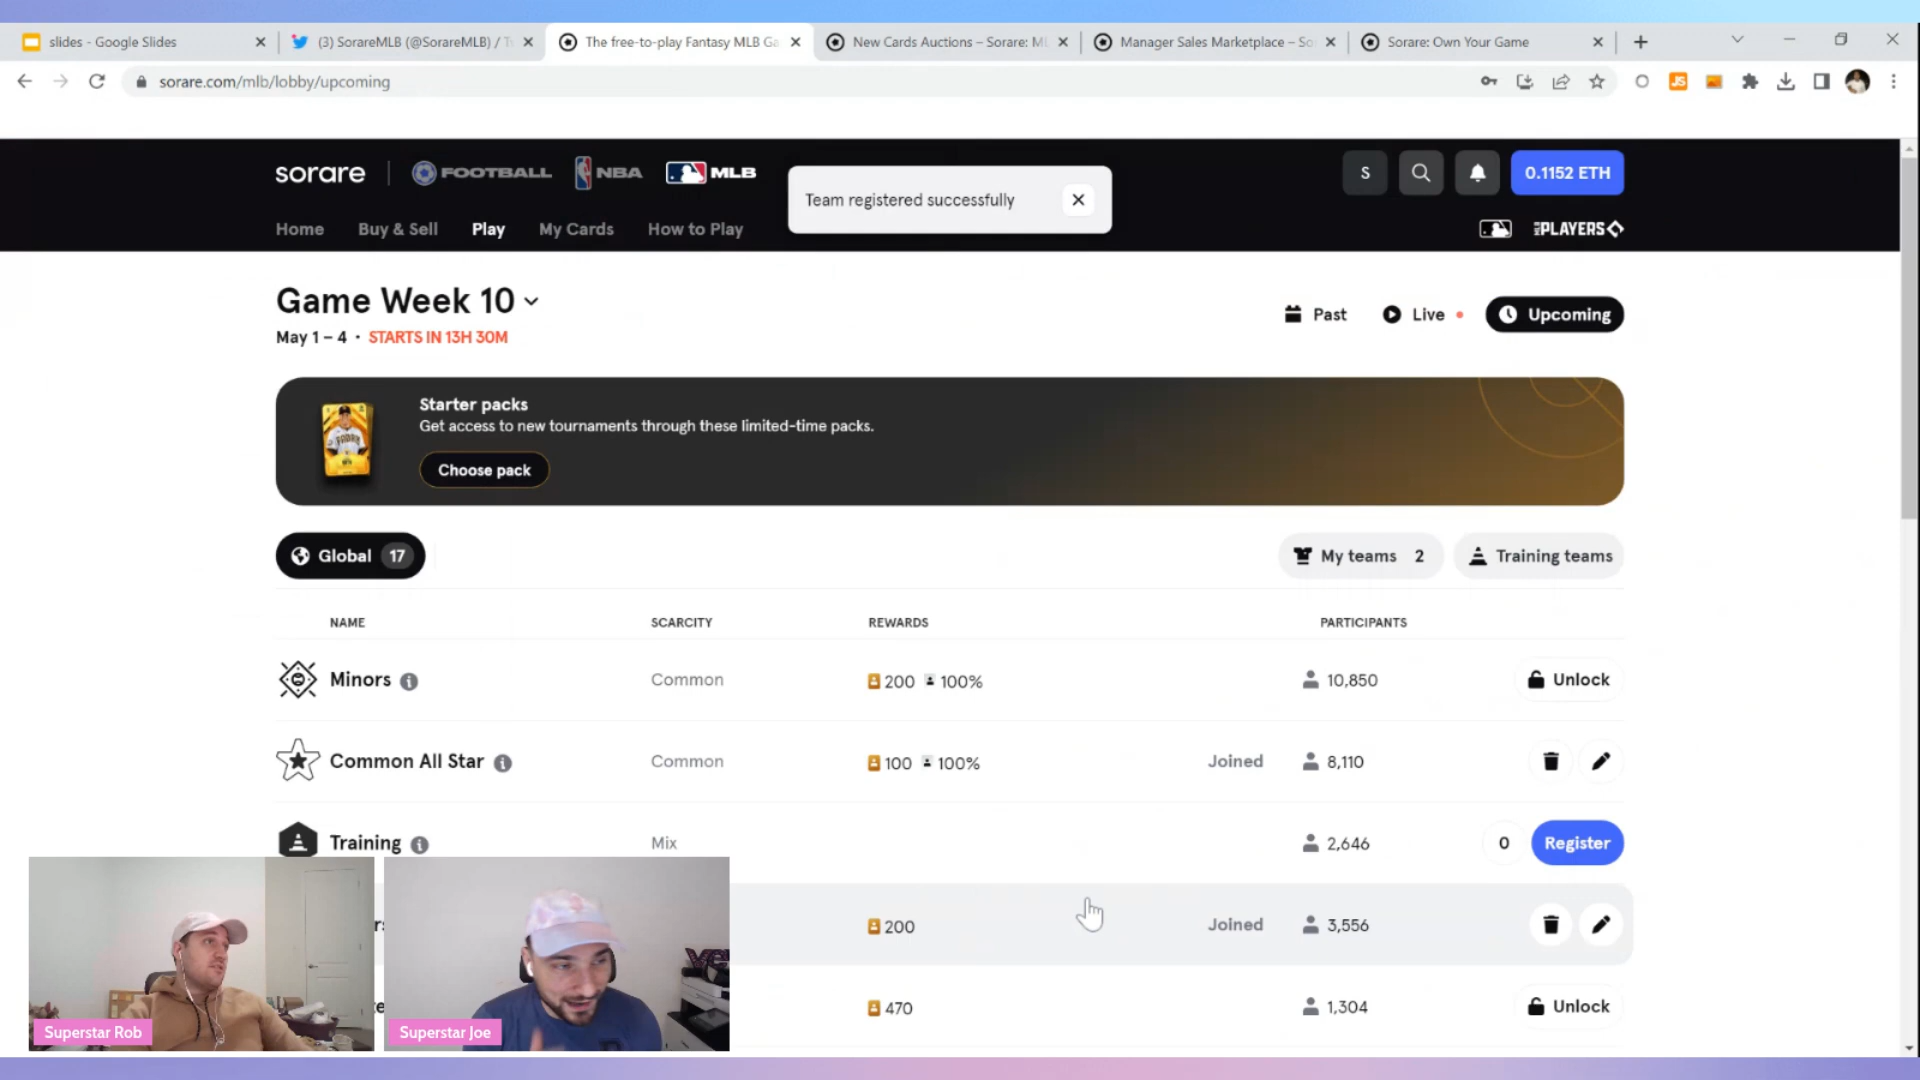 slides - Google Slides
(3) SorareMLB (@SorareMLB) / T
The free-to-play Fantasy MLB Ga
New Cards Auctions – Sorare: ML
Manager Sales Marketplace – So
Sorare: Own Your Game
sorare.com/mlb/lobby/upcoming
JS
sorare
FOOTBALL
NBA
MLB
Team registered successfully
S
0.1152 ETH
Home
Buy & Sell
Play
My Cards
How to Play
PLAYERS
Game Week 10
May 1 – 4 · STARTS IN 13H 30M
Past
Live
Upcoming
Starter packs
Get access to new tournaments through these limited-time packs.
Choose pack
Global 17
My teams 2
Training teams
NAME
SCARCITY
REWARDS
PARTICIPANTS
Minors
Common
200 100%
10,850
Unlock
Common All Star
Common
100 100%
Joined
8,110
Training
Mix
2,646
0
Register
200
Joined
3,556
470
1,304
Unlock
Superstar Rob
Superstar Joe